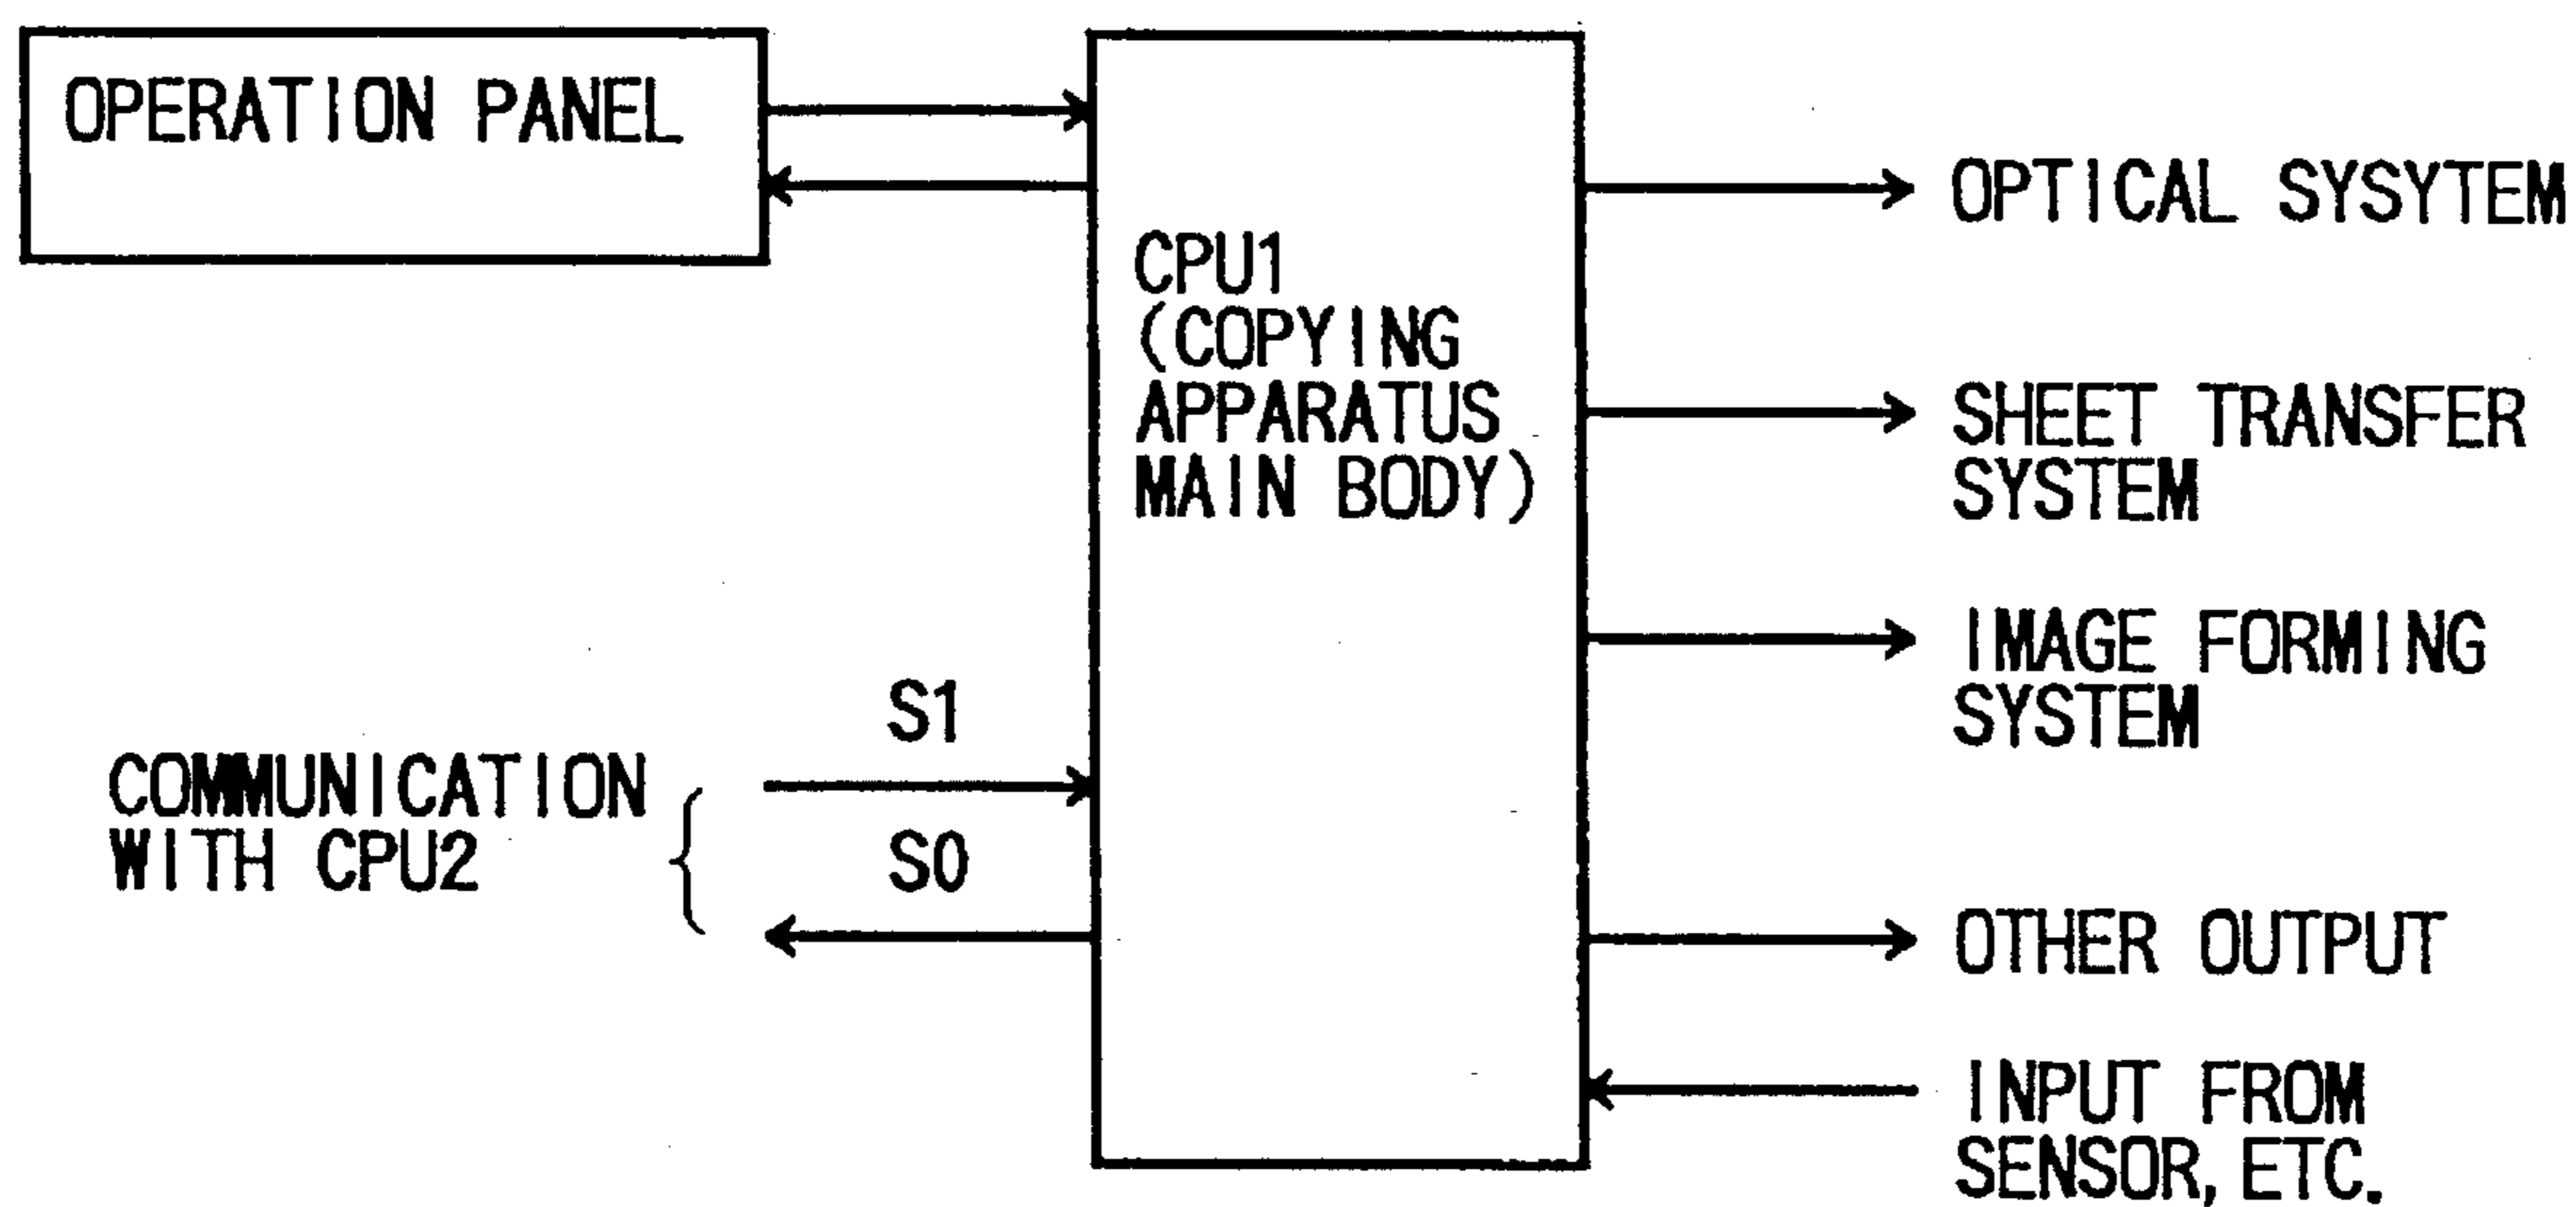 OPERATION PANEL
CPU1
(COPYING
APPARATUS
MAIN BODY)
S1
COMMUNICATION
WITH CPU2
S0
OPTICAL SYSYTEM
SHEET TRANSFER
SYSTEM
IMAGE FORMING
SYSTEM
OTHER OUTPUT
INPUT FROM
SENSOR, ETC.